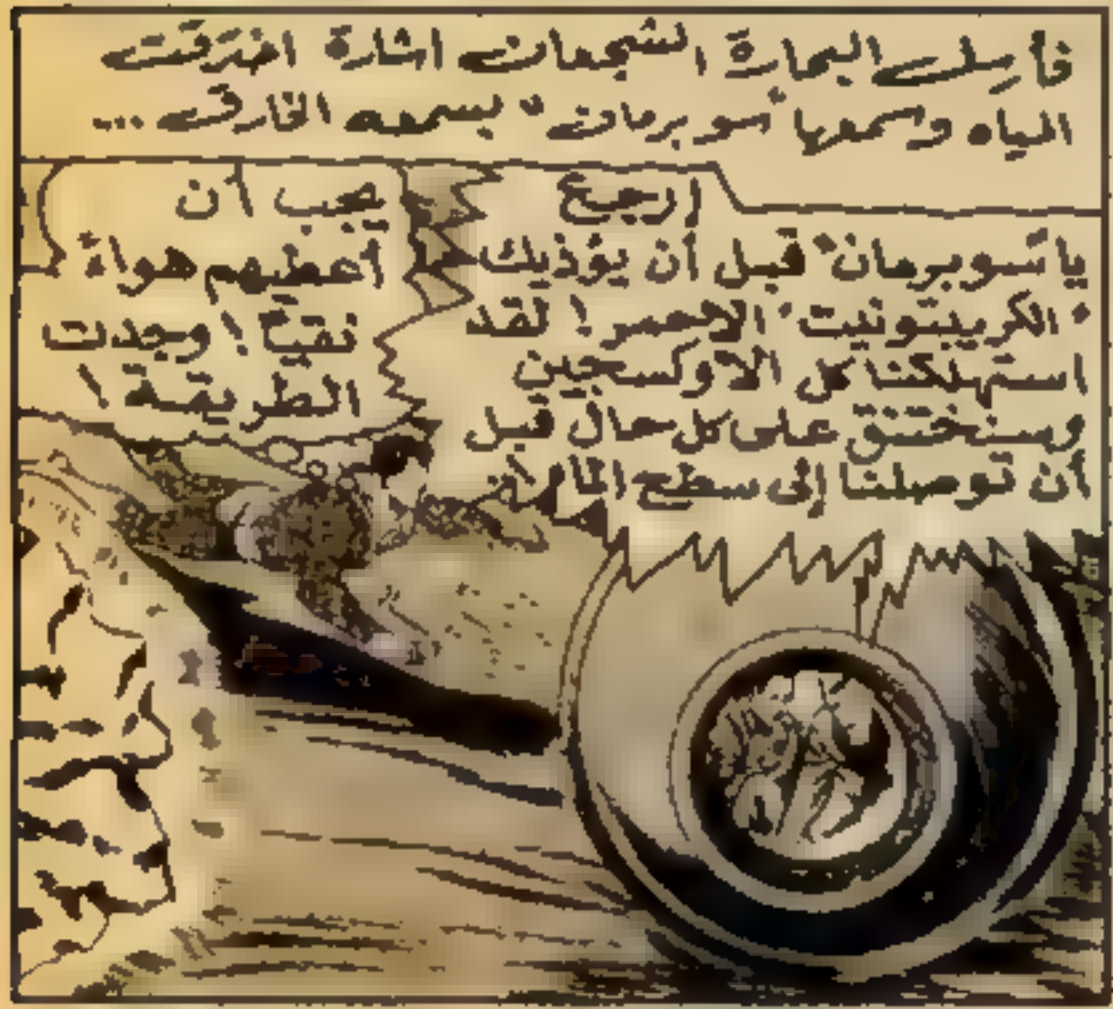 فأرسل البحارة الشجعان اشارة اخترقت
المياه وسمعها "سوبرمان" بسمعه الخارق...
ارجع
يا "سوبرمان" قبل أن يؤذيك
"الكريبتونيت" الاحمر! لقد
استهلكنا كل الاوكسجين
وسنختنق على كل حال قبل
أن توصلنا إلى سطح الماء!
يجب أن
أعطيهم هواءً
نقيّاً! وجدت
الطريقة!